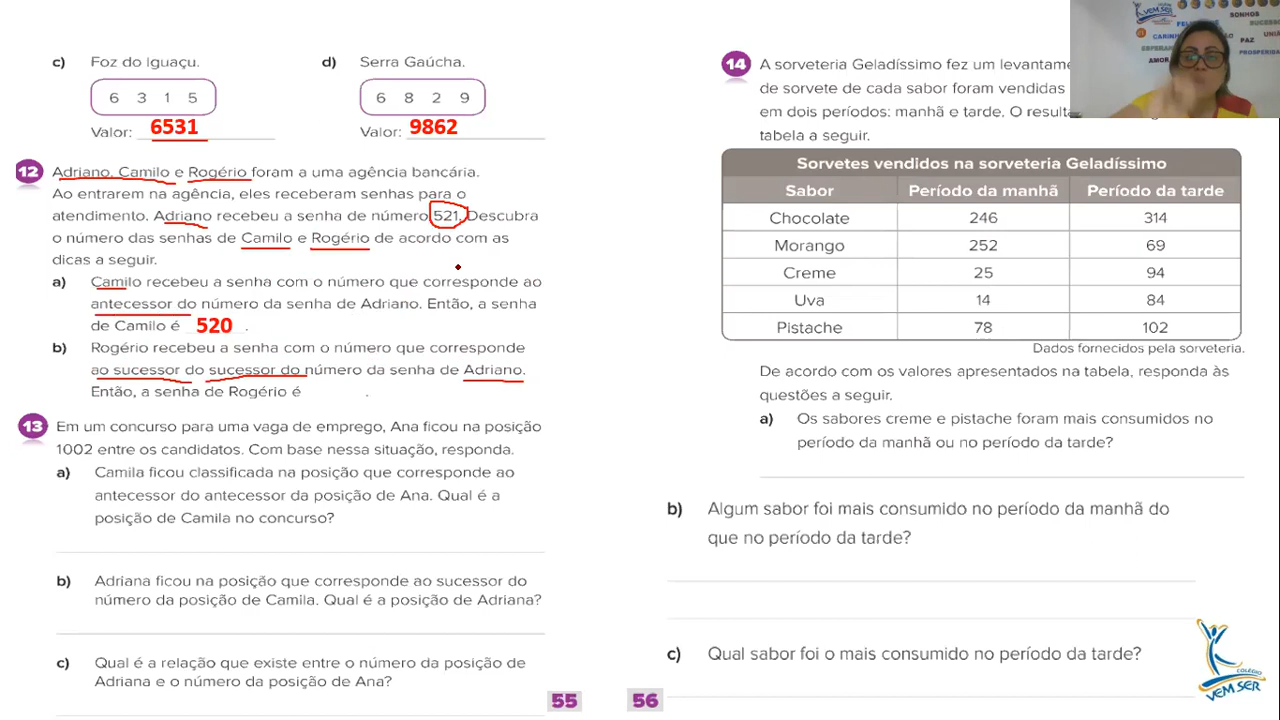 c) Foz do Iguaçu.
6 3 1 5
Valor: 6531
d) Serra Gaúcha.
6 8 2 9
Valor: 9862
12 Adriano, Camilo e Rogério foram a uma agência bancária.
Ao entrarem na agência, eles receberam senhas para o
atendimento. Adriano recebeu a senha de número 521. Descubra
o número das senhas de Camilo e Rogério de acordo com as
dicas a seguir.
a) Camilo recebeu a senha com o número que corresponde ao
antecessor do número da senha de Adriano. Então, a senha
de Camilo é 520 .
b) Rogério recebeu a senha com o número que corresponde
ao sucessor do sucessor do número da senha de Adriano.
Então, a senha de Rogério é .
13 Em um concurso para uma vaga de emprego, Ana ficou na posição
1002 entre os candidatos. Com base nessa situação, responda.
a) Camila ficou classificada na posição que corresponde ao
antecessor do antecessor da posição de Ana. Qual é a
posição de Camila no concurso?
b) Adriana ficou na posição que corresponde ao sucessor do
número da posição de Camila. Qual é a posição de Adriana?
c) Qual é a relação que existe entre o número da posição de
Adriana e o número da posição de Ana?
55
14 A sorveteria Geladíssimo fez um
de sorvete de cada sabor foram vendidas
em dois períodos: manhã e tarde. O
tabela a seguir.
Sorvetes vendidos na sorveteria Geladíssimo
Sabor Período da manhã Período da tarde
Chocolate 246 314
Morango 252 69
Creme 25 94
Uva 14 84
Pistache 78 102
Dados fornecidos pela sorveteria.
De acordo com os valores apresentados na tabela, responda às
questões a seguir.
a) Os sabores creme e pistache foram mais consumidos no
período da manhã ou no período da tarde?
b) Algum sabor foi mais consumido no período da manhã do
que no período da tarde?
c) Qual sabor foi o mais consumido no período da tarde?
56
COLÉGIO
VEM SER
VEM SER
SONHOS
PAZ
AMOR